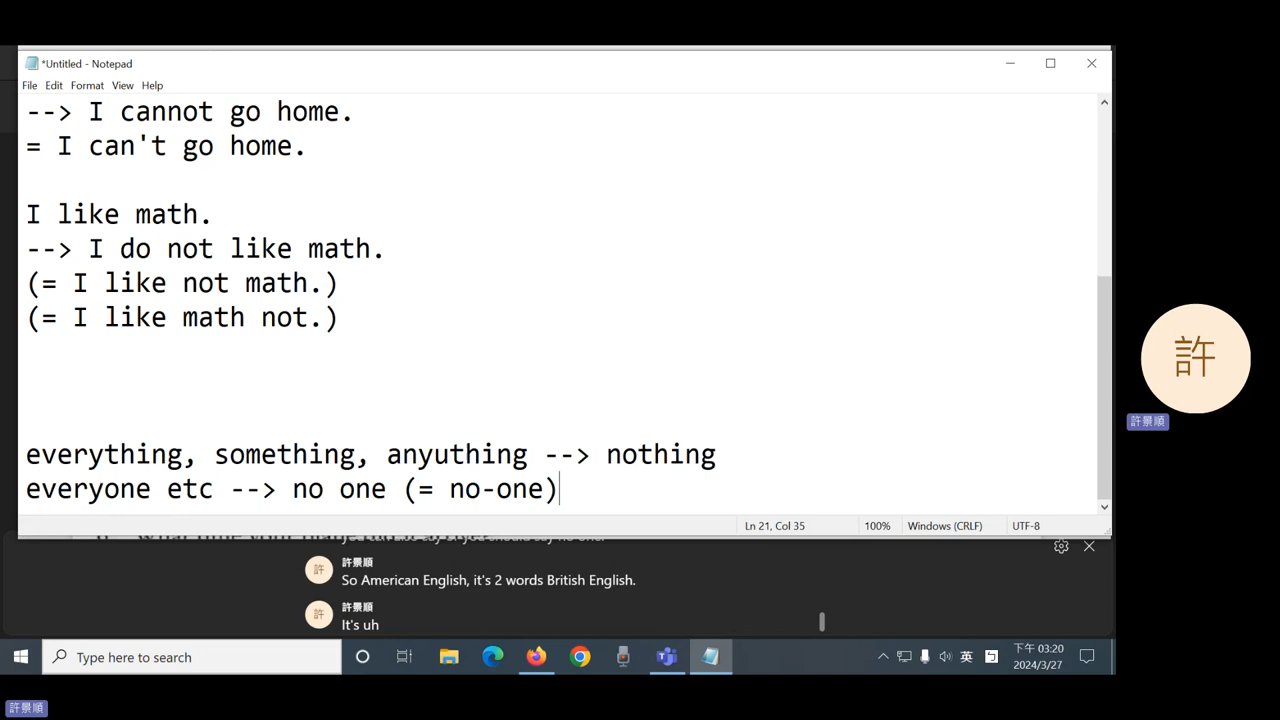 *Untitled - Notepad
File Edit Format View Help
--> I cannot go home.
= I can't go home.
I like math.
--> I do not like math.
(= I like not math.)
(= I like math not.)
everything, something, anyuthing --> nothing
everyone etc --> no one (= no-one)
Ln 21, Col 35 100% Windows (CRLF) UTF-8
許景順
So American English, it's 2 words British English.
許景順
It's uh
許
許
許
許景順
Type here to search
英
下午 03:20
2024/3/27
許景順